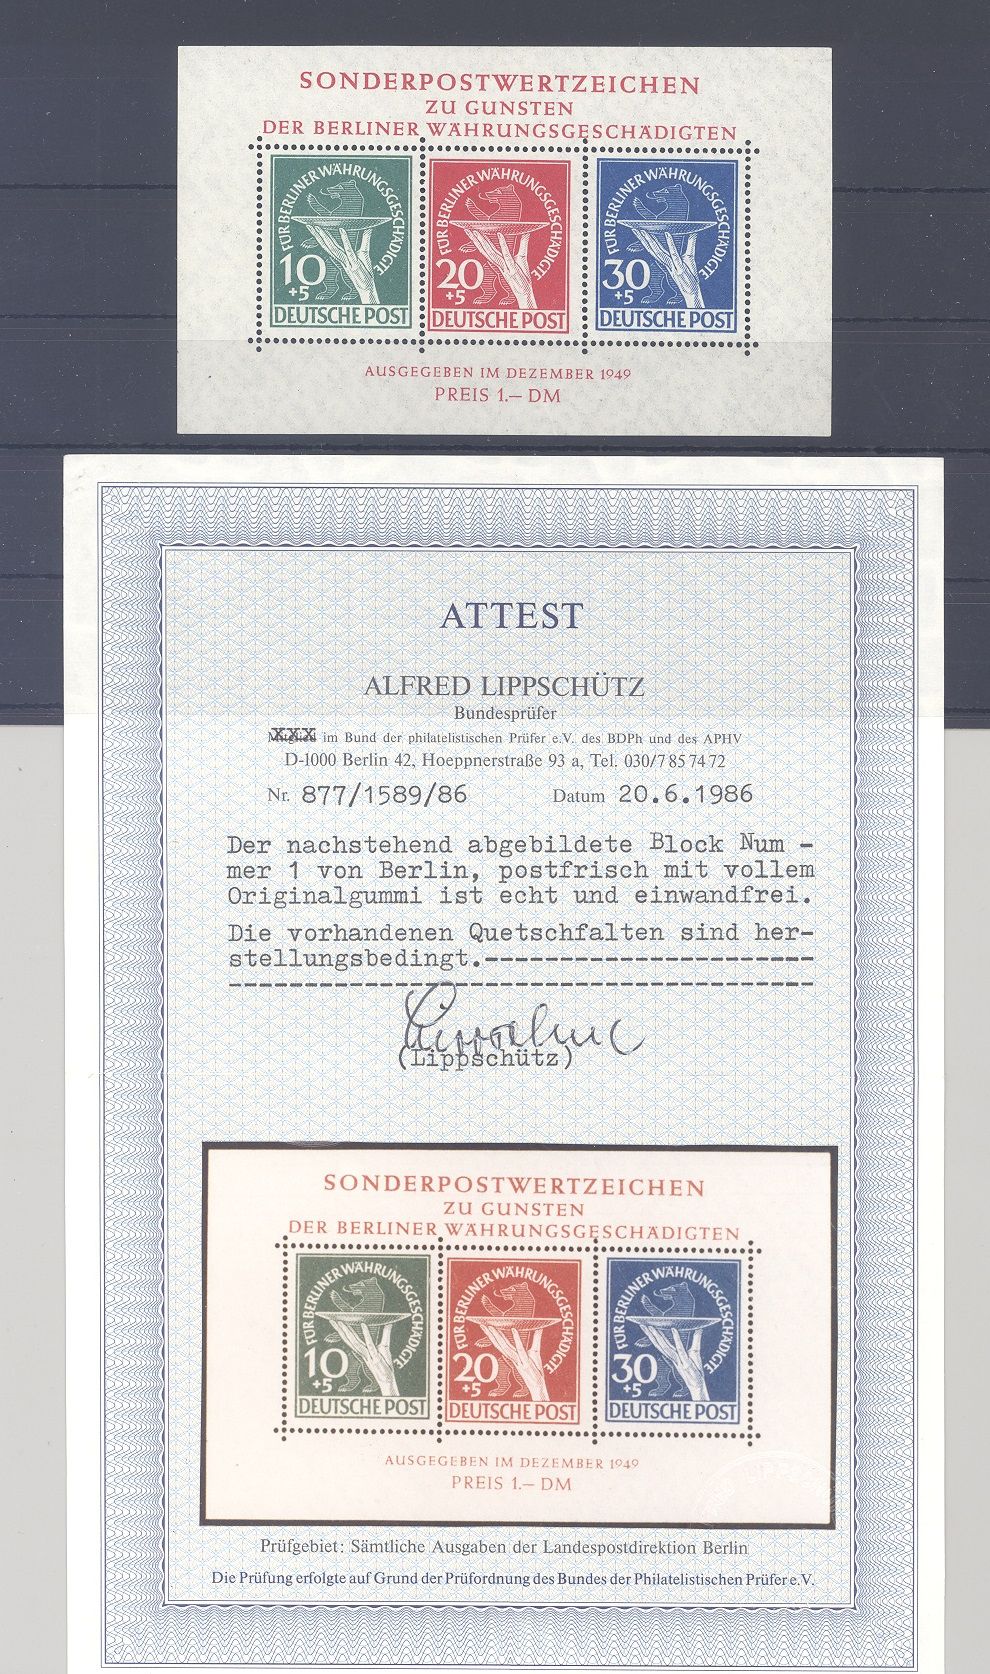 SONDERPOSTWERTZEICHEN
ZU GUNSTEN
DER BERLINER WÄHRUNGSGESCHÄDIGTEN
FÜR BERLINER WÄHRUNGSGESCHÄDIGTE
10
+5
DEUTSCHE POST
FÜR BERLINER WÄHRUNGSGESCHÄDIGTE
20
+5
DEUTSCHE POST
FÜR BERLINER WÄHRUNGSGESCHÄDIGTE
30
+5
DEUTSCHE POST
AUSGEGEBEN IM DEZEMBER 1949
PREIS 1.– DM
ATTEST
ALFRED LIPPSCHÜTZ
Bundesprüfer
im Bund der philatelistischen Prüfer e.V. des BDPh und des APHV
D-1000 Berlin 42, Hoeppnerstraße 93 a, Tel. 030/7 85 74 72
Nr. 877/1589/86 Datum 20.6.1986
Der nachstehend abgebildete Block Num -
mer 1 von Berlin, postfrisch mit vollem
Originalgummi ist echt und einwandfrei.
Die vorhandenen Quetschfalten sind her-
stellungsbedingt.-----------------------
(Lippschütz)
SONDERPOSTWERTZEICHEN
ZU GUNSTEN
DER BERLINER WÄHRUNGSGESCHÄDIGTEN
FÜR BERLINER WÄHRUNGSGESCHÄDIGTE
10
+5
DEUTSCHE POST
FÜR BERLINER WÄHRUNGSGESCHÄDIGTE
20
+5
DEUTSCHE POST
FÜR BERLINER WÄHRUNGSGESCHÄDIGTE
30
+5
DEUTSCHE POST
AUSGEGEBEN IM DEZEMBER 1949
PREIS 1.– DM
Prüfgebiet: Sämtliche Ausgaben der Landespostdirektion Berlin
Die Prüfung erfolgte auf Grund der Prüfordnung des Bundes der Philatelistischen Prüfer e.V.